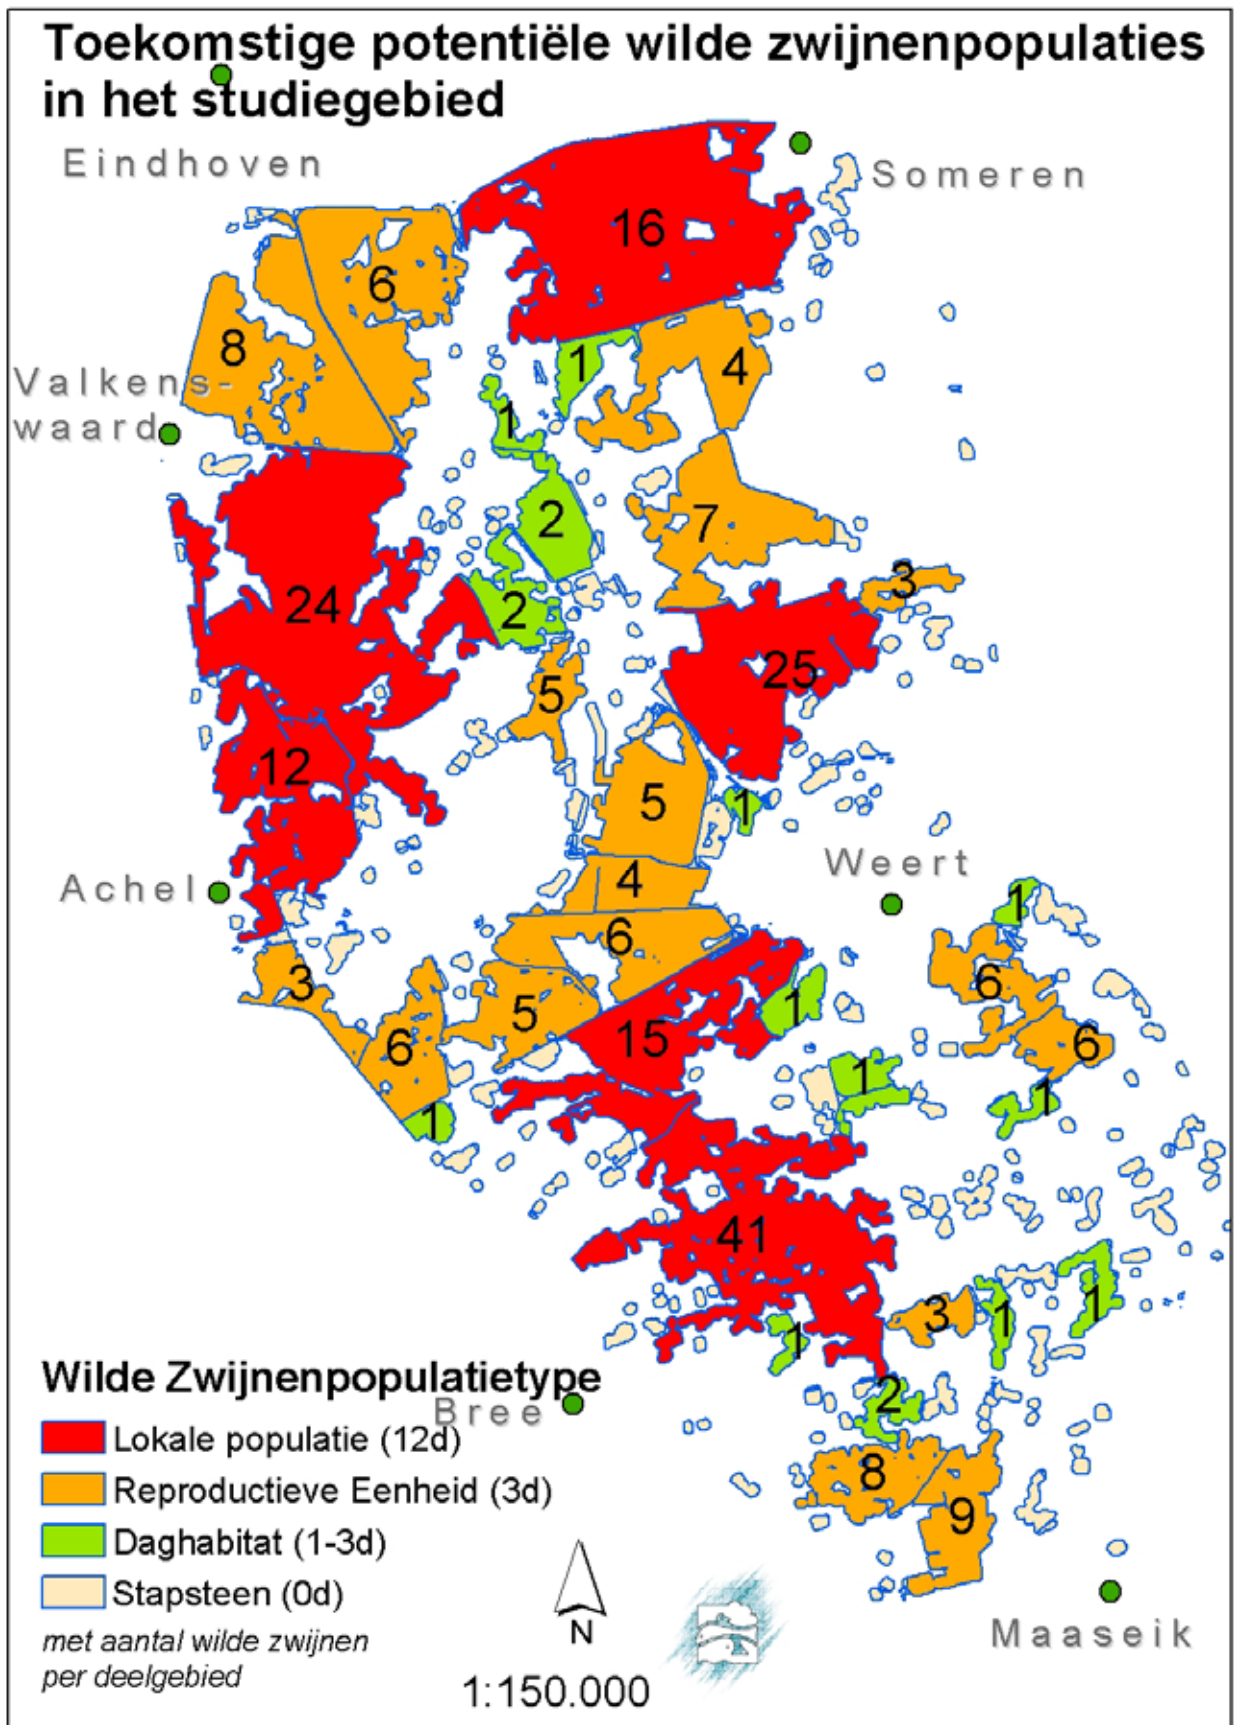 Toekomstige potentiële wilde zwijnenpopulaties
in het studiegebied
Eindhoven
Someren
16
6
8
1
4
Valkens-
waard
1
2
7
3
24
2
25
5
12
5
1
Weert
4
Achel
1
6
3
6
5
1
15
6
6
1
1
1
41
3
1
1
1
Wilde Zwijnenpopulatietype
2
Bree
Lokale populatie (12d)
8
Reproductieve Eenheid (3d)
9
Daghabitat (1-3d)
Stapsteen (0d)
met aantal wilde zwijnen
per deelgebied
N
Maaseik
1:150.000